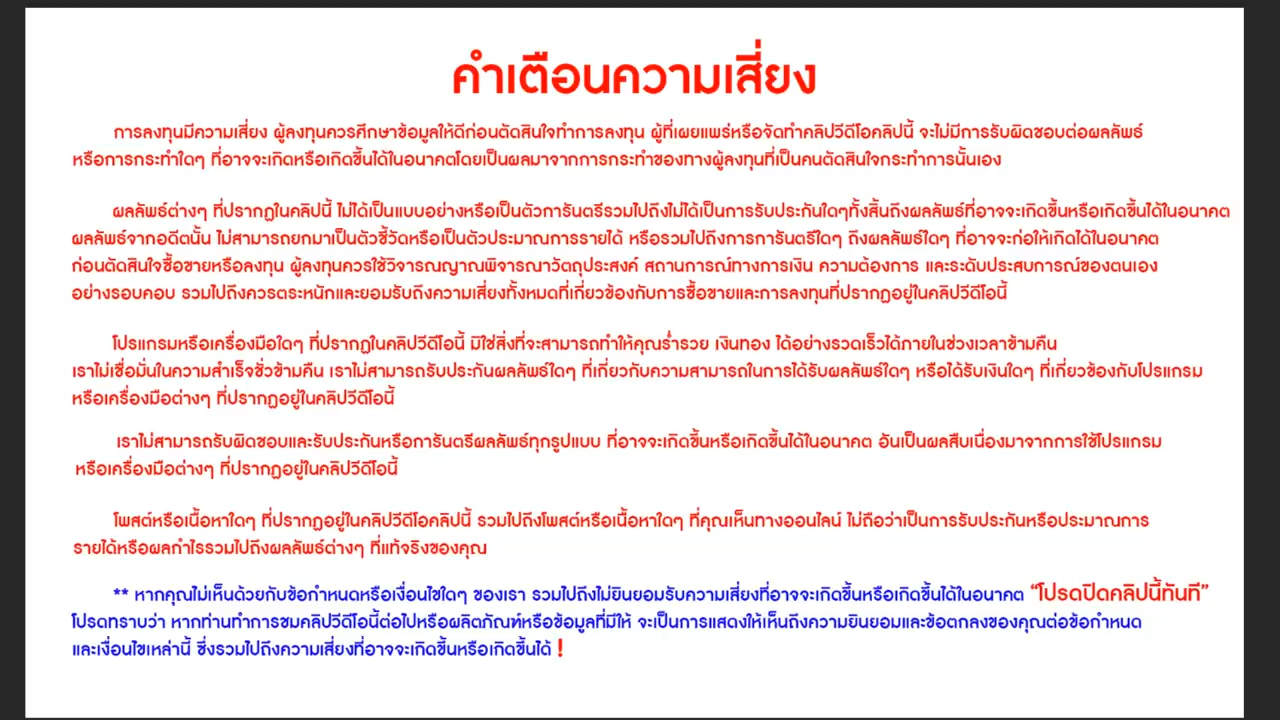 คำเตือนความเสี่ยง
การลงทุนมีความเสี่ยง ผู้ลงทุนควรศึกษาข้อมูลให้ดีก่อนตัดสินใจทำการลงทุน ผู้ที่เผยแพร่หรือจัดทำคลิปวีดีโอคลิปนี้ จะไม่มีการรับผิดชอบต่อผลลัพธ์
หรือการกระทำใดๆ ที่อาจจะเกิดหรือเกิดขึ้นได้ในอนาคตโดยเป็นผลมาจากการกระทำของทางผู้ลงทุนที่เป็นคนตัดสินใจกระทำการนั้นเอง
ผลลัพธ์ต่างๆ ที่ปรากฏในคลิปนี้ ไม่ได้เป็นแบบอย่างหรือเป็นตัวการันตรีรวมไปถึงไม่ได้เป็นการรับประกันใดๆทั้งสิ้นถึงผลลัพธ์ที่อาจจะเกิดขึ้นหรือเกิดขึ้นได้ในอนาคต
ผลลัพธ์จากอดีตนั้น ไม่สามารถยกมาเป็นตัวชี้วัดหรือเป็นตัวประมาณการรายได้ หรือรวมไปถึงการการันตรีใดๆ ถึงผลลัพธ์ใดๆ ที่อาจจะก่อให้เกิดได้ในอนาคต
ก่อนตัดสินใจซื้อขายหรือลงทุน ผู้ลงทุนควรใช้วิจารณญาณพิจารณาวัตถุประสงค์ สถานการณ์ทางการเงิน ความต้องการ และระดับประสบการณ์ของตนเอง
อย่างรอบคอบ รวมไปถึงควรตระหนักและยอมรับถึงความเสี่ยงทั้งหมดที่เกี่ยวข้องกับการซื้อขายและการลงทุนที่ปรากฏอยู่ในคลิปวีดีโอนี้
โปรแกรมหรือเครื่องมือใดๆ ที่ปรากฏในคลิปวีดีโอนี้ มิใช่สิ่งที่จะสามารถทำให้คุณร่ำรวย เงินทอง ได้อย่างรวดเร็วได้ภายในช่วงเวลาข้ามคืน
เราไม่เชื่อมั่นในความสำเร็จชั่วข้ามคืน เราไม่สามารถรับประกันผลลัพธ์ใดๆ ที่เกี่ยวกับความสามารถในการได้รับผลลัพธ์ใดๆ หรือได้รับเงินใดๆ ที่เกี่ยวข้องกับโปรแกรม
หรือเครื่องมือต่างๆ ที่ปรากฏอยู่ในคลิปวีดีโอนี้
เราไม่สามารถรับผิดชอบและรับประกันหรือการันตรีผลลัพธ์ทุกรูปแบบ ที่อาจจะเกิดขึ้นหรือเกิดขึ้นได้ในอนาคต อันเป็นผลสืบเนื่องมาจากการใช้โปรแกรม
หรือเครื่องมือต่างๆ ที่ปรากฏอยู่ในคลิปวีดีโอนี้
โพสต์หรือเนื้อหาใดๆ ที่ปรากฏอยู่ในคลิปวีดีโอคลิปนี้ รวมไปถึงโพสต์หรือเนื้อหาใดๆ ที่คุณเห็นทางออนไลน์ ไม่ถือว่าเป็นการรับประกันหรือประมาณการ
รายได้หรือผลกำไรรวมไปถึงผลลัพธ์ต่างๆ ที่แท้จริงของคุณ
** หากคุณไม่เห็นด้วยกับข้อกำหนดหรือเงื่อนไขใดๆ ของเรา รวมไปถึงไม่ยินยอมรับความเสี่ยงที่อาจจะเกิดขึ้นหรือเกิดขึ้นได้ในอนาคต “โปรดปิดคลิปนี้ทันที”
โปรดทราบว่า หากท่านทำการชมคลิปวีดีโอนี้ต่อไปหรือผลิตภัณฑ์หรือข้อมูลที่มีให้ จะเป็นการแสดงให้เห็นถึงความยินยอมและข้อตกลงของคุณต่อข้อกำหนด
และเงื่อนไขเหล่านี้ ซึ่งรวมไปถึงความเสี่ยงที่อาจจะเกิดขึ้นหรือเกิดขึ้นได้ !